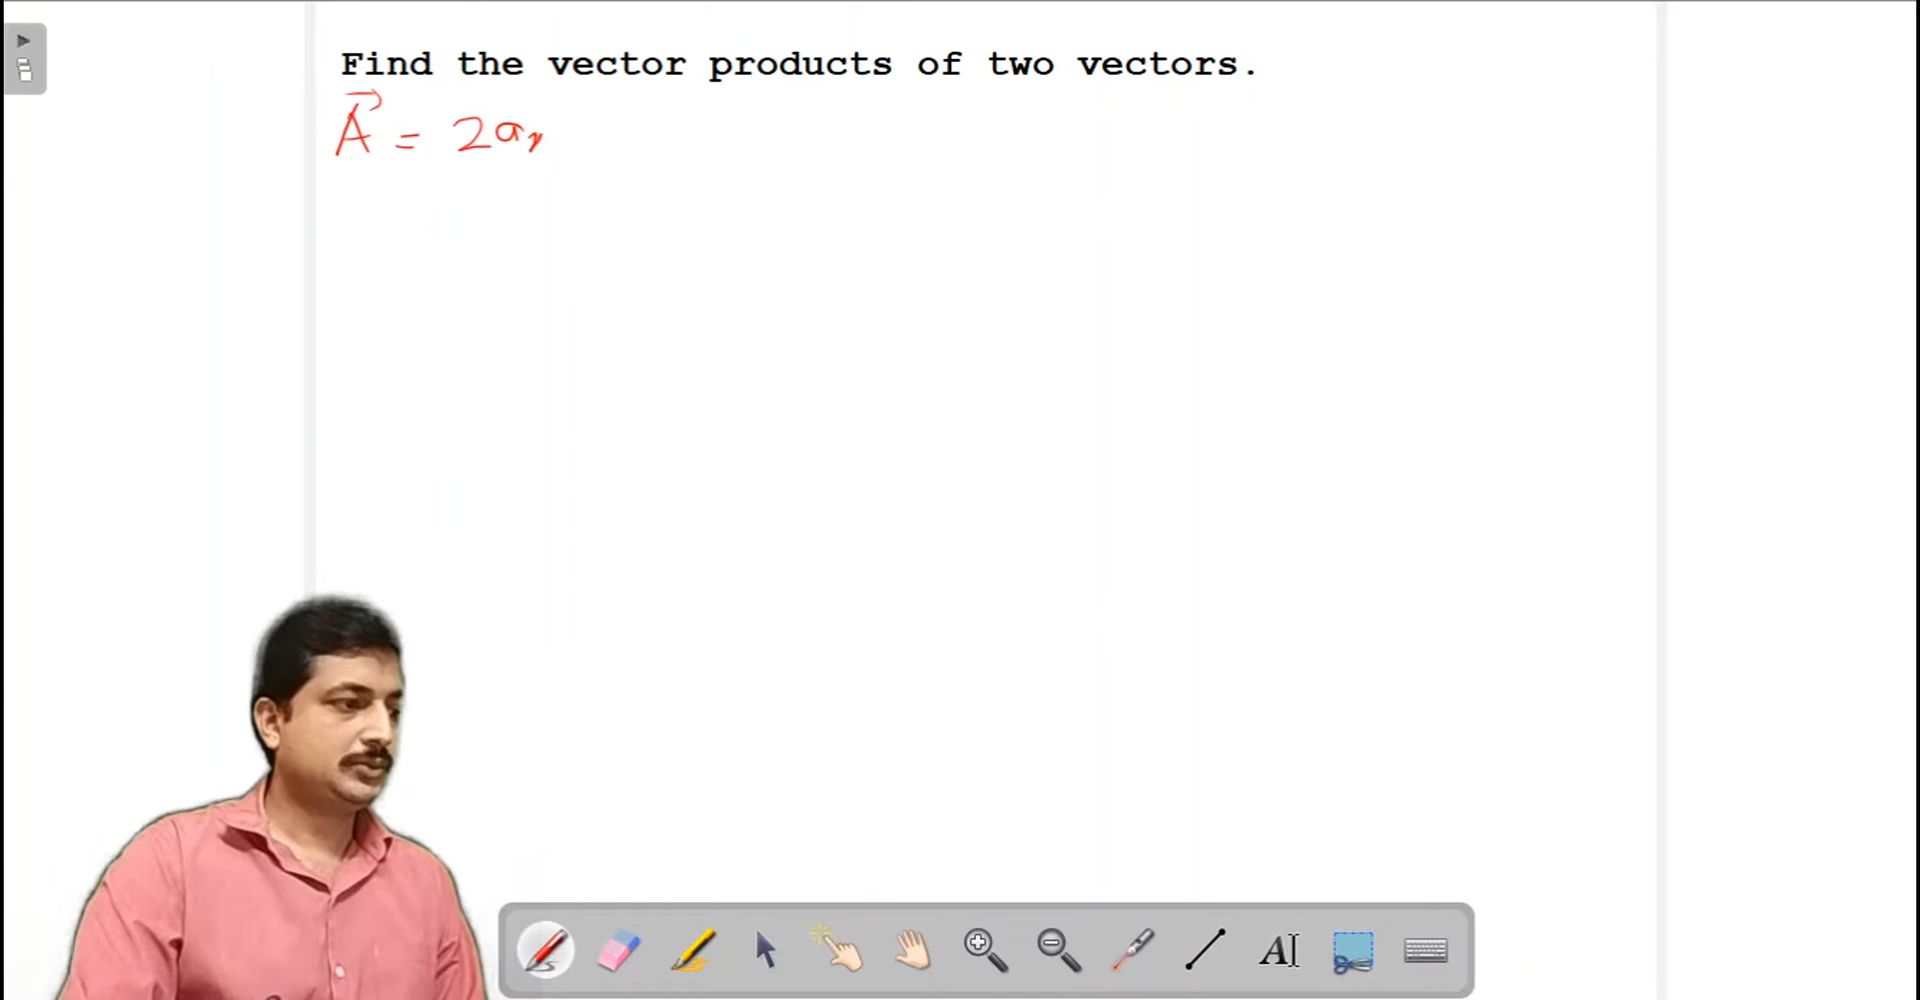 Find the vector products of two vectors.
A⃗ = 2a